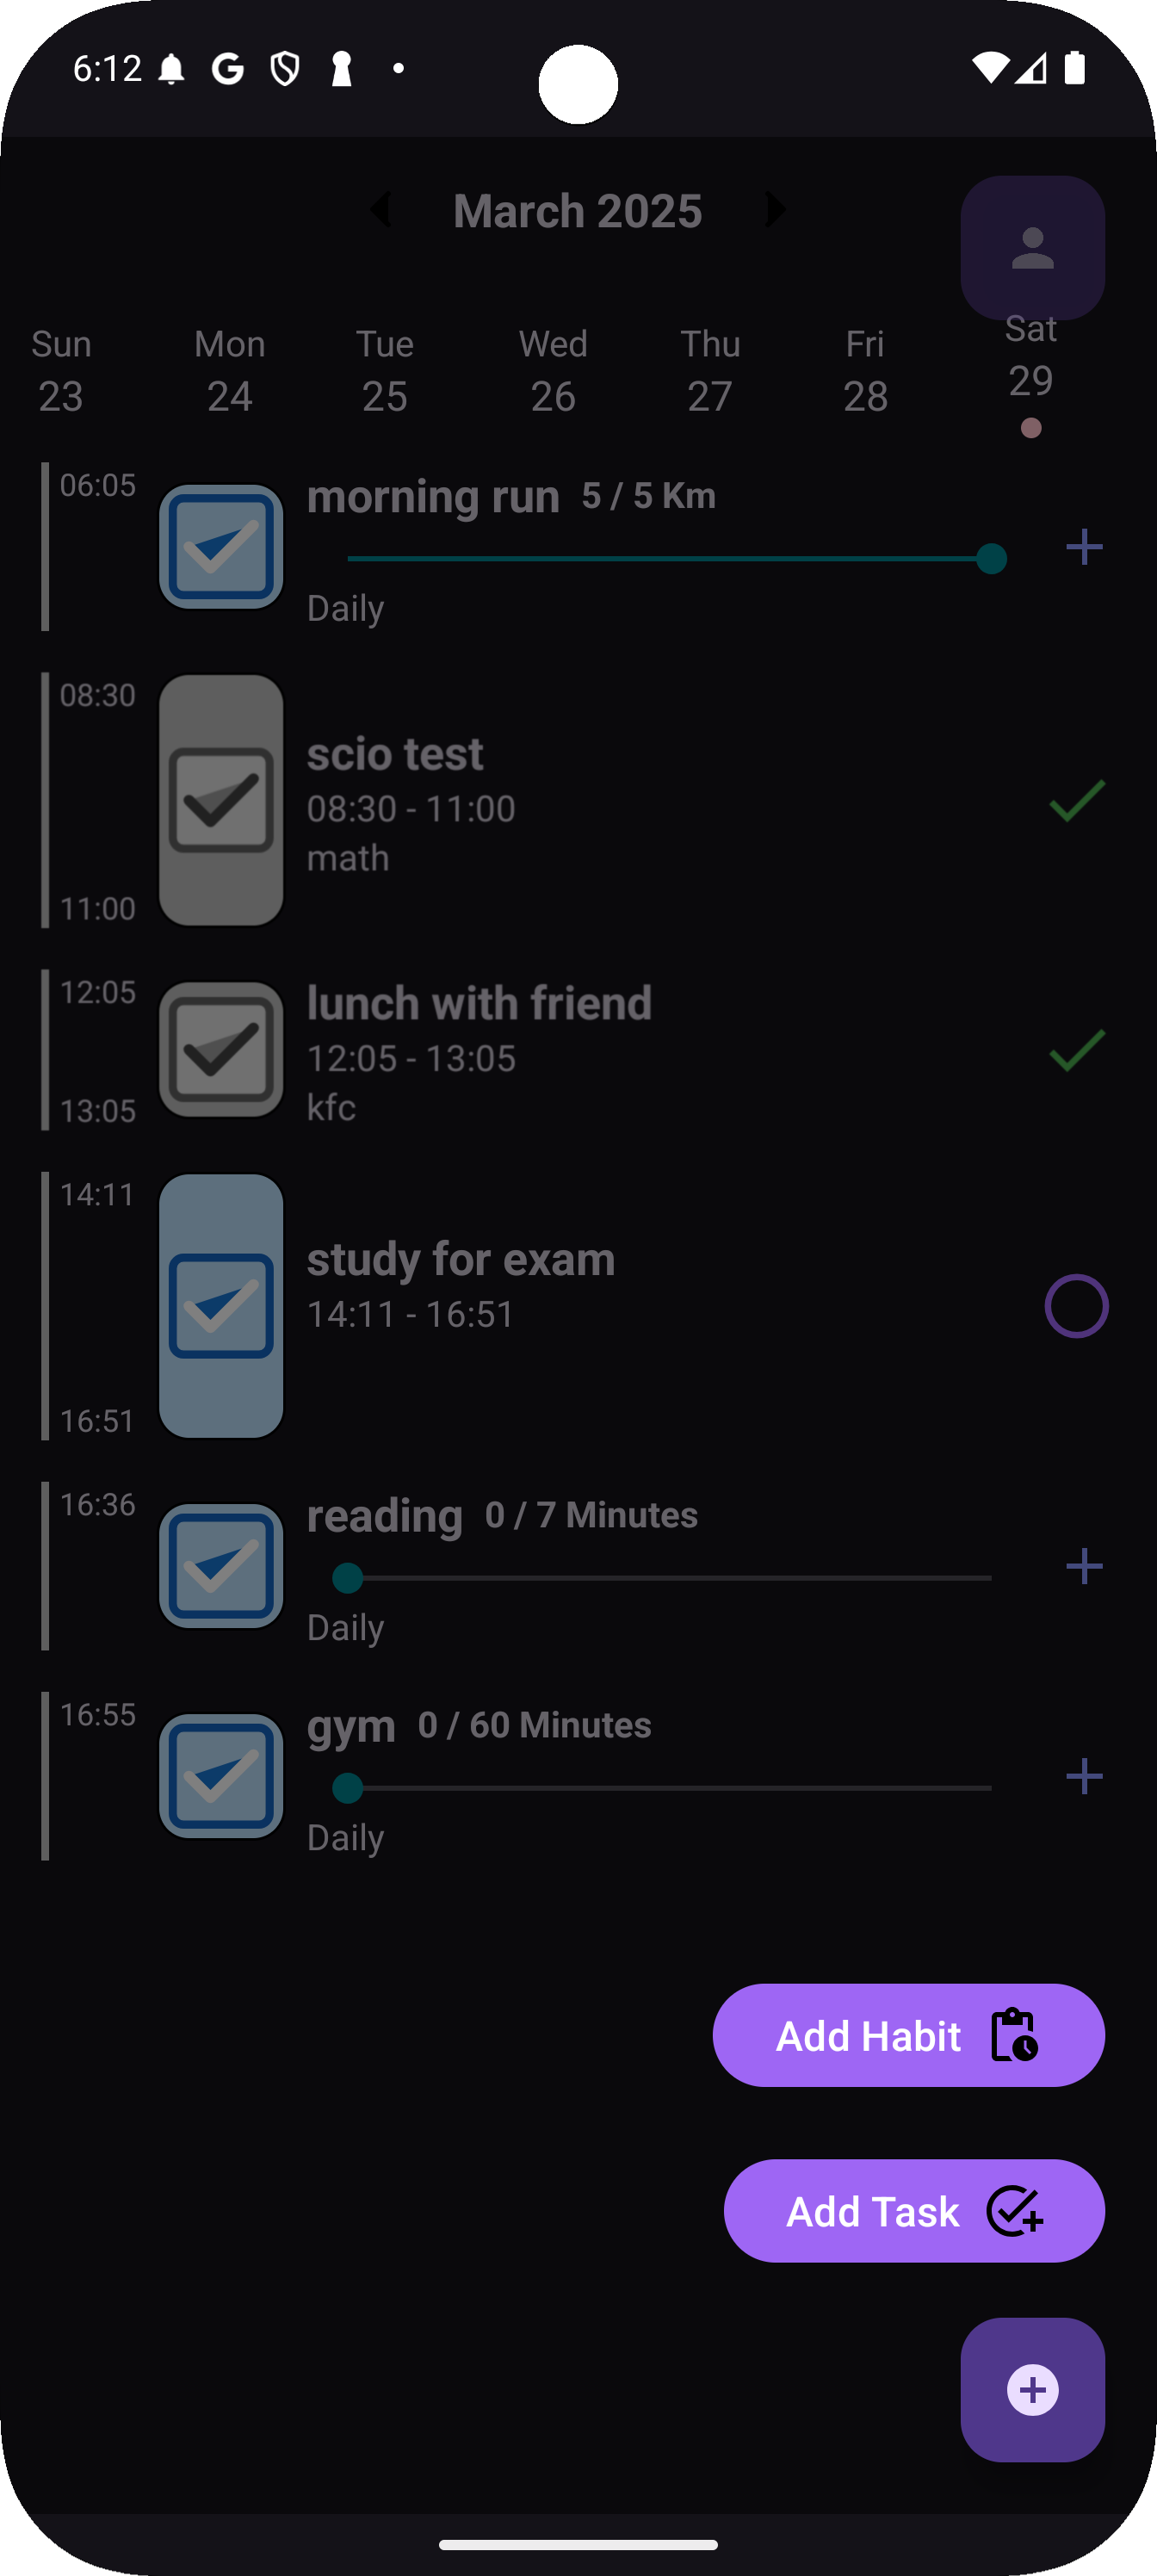 6:12
March 2025
Sun Mon Tue Wed Thu Fri Sat
23 24 25 26 27 28 29
06:05
morning run 5 / 5 Km
Daily
08:30
scio test
08:30 - 11:00
math
11:00
12:05
lunch with friend
12:05 - 13:05
kfc
13:05
14:11
study for exam
14:11 - 16:51
16:51
16:36
reading 0 / 7 Minutes
Daily
16:55
gym 0 / 60 Minutes
Daily
Add Habit
Add Task